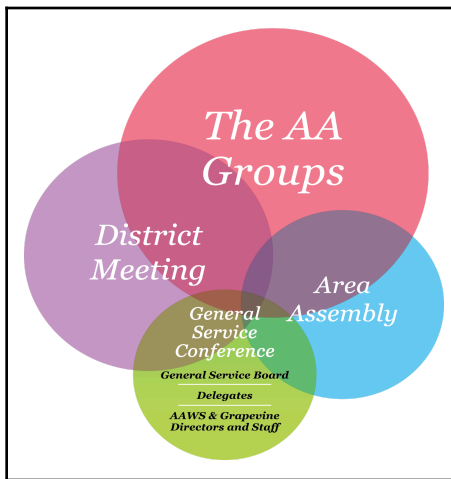 The AA
Groups
District
Meeting
Area
Assembly
General
Service
Conference
General Service Board
Delegates
AAWS & Grapevine
Directors and Staff